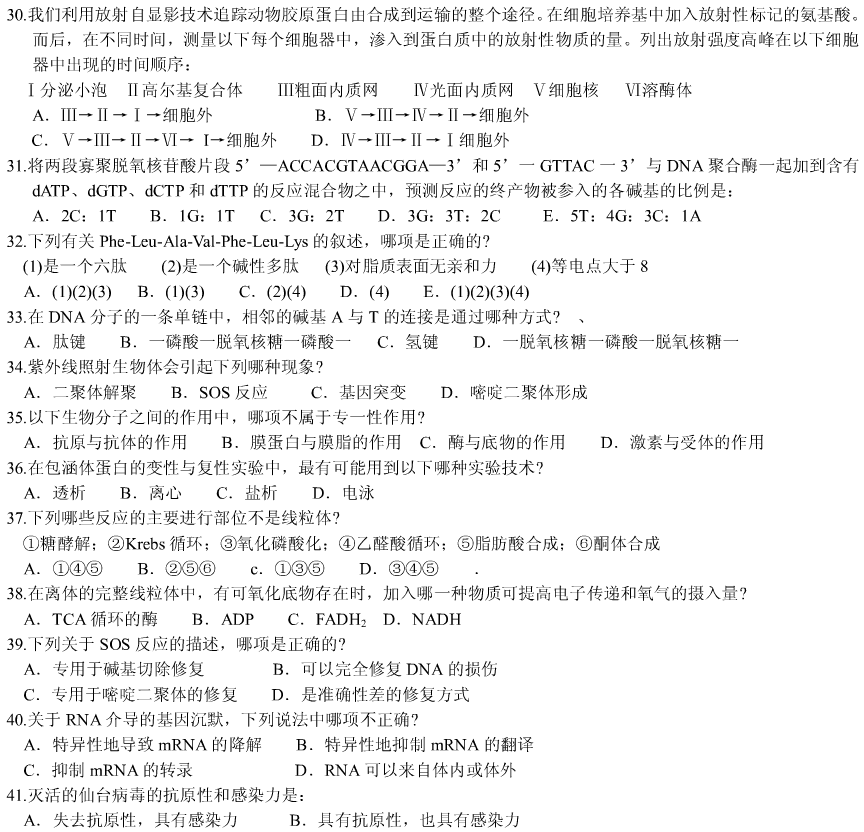 30.我们利用放射自显影技术追踪动物胶原蛋白由合成到运输的整个途径。在细胞培养基中加入放射性标记的氨基酸。
而后，在不同时间，测量以下每个细胞器中，渗入到蛋白质中的放射性物质的量。列出放射强度高峰在以下细胞
器中出现的时间顺序：
Ⅰ分泌小泡 Ⅱ高尔基复合体 Ⅲ粗面内质网 Ⅳ光面内质网 Ⅴ细胞核 Ⅵ溶酶体
A．Ⅲ→Ⅱ→Ⅰ→细胞外 B．Ⅴ→Ⅲ→Ⅳ→Ⅱ→细胞外
C．Ⅴ→Ⅲ→Ⅱ→Ⅵ→ I→细胞外 D．Ⅳ→Ⅲ→Ⅱ→Ⅰ细胞外
31.将两段寡聚脱氧核苷酸片段 5’—ACCACGTAACGGA—3’和 5’一 GTTAC 一 3’与 DNA 聚合酶一起加到含有
dATP、dGTP、dCTP 和 dTTP 的反应混合物之中，预测反应的终产物被参入的各碱基的比例是：
A．2C：1T B．1G：1T C．3G：2T D．3G：3T：2C E．5T：4G：3C：1A
32.下列有关 Phe-Leu-Ala-Val-Phe-Leu-Lys 的叙述，哪项是正确的?
(1)是一个六肽 (2)是一个碱性多肽 (3)对脂质表面无亲和力 (4)等电点大于 8
A．(1)(2)(3) B．(1)(3) C．(2)(4) D．(4) E．(1)(2)(3)(4)
33.在 DNA 分子的一条单链中，相邻的碱基 A 与 T 的连接是通过哪种方式? 、
A．肽键 B．一磷酸一脱氧核糖一磷酸一 C．氢键 D．一脱氧核糖一磷酸一脱氧核糖一
34.紫外线照射生物体会引起下列哪种现象?
A．二聚体解聚 B．SOS 反应 C．基因突变 D．嘧啶二聚体形成
35.以下生物分子之间的作用中，哪项不属于专一性作用?
A．抗原与抗体的作用 B．膜蛋白与膜脂的作用 C．酶与底物的作用 D．激素与受体的作用
36.在包涵体蛋白的变性与复性实验中，最有可能用到以下哪种实验技术?
A．透析 B．离心 C．盐析 D．电泳
37.下列哪些反应的主要进行部位不是线粒体?
①糖酵解；②Krebs 循环；③氧化磷酸化；④乙醛酸循环；⑤脂肪酸合成；⑥酮体合成
A．①④⑤ B．②⑤⑥ c．①③⑤ D．③④⑤ .
38.在离体的完整线粒体中，有可氧化底物存在时，加入哪一种物质可提高电子传递和氧气的摄入量?
A．TCA 循环的酶 B．ADP C．FADH₂ D．NADH
39.下列关于 SOS 反应的描述，哪项是正确的?
A．专用于碱基切除修复 B．可以完全修复 DNA 的损伤
C．专用于嘧啶二聚体的修复 D．是准确性差的修复方式
40.关于 RNA 介导的基因沉默，下列说法中哪项不正确?
A．特异性地导致 mRNA 的降解 B．特异性地抑制 mRNA 的翻译
C．抑制 mRNA 的转录 D．RNA 可以来自体内或体外
41.灭活的仙台病毒的抗原性和感染力是：
A．失去抗原性，具有感染力 B．具有抗原性，也具有感染力